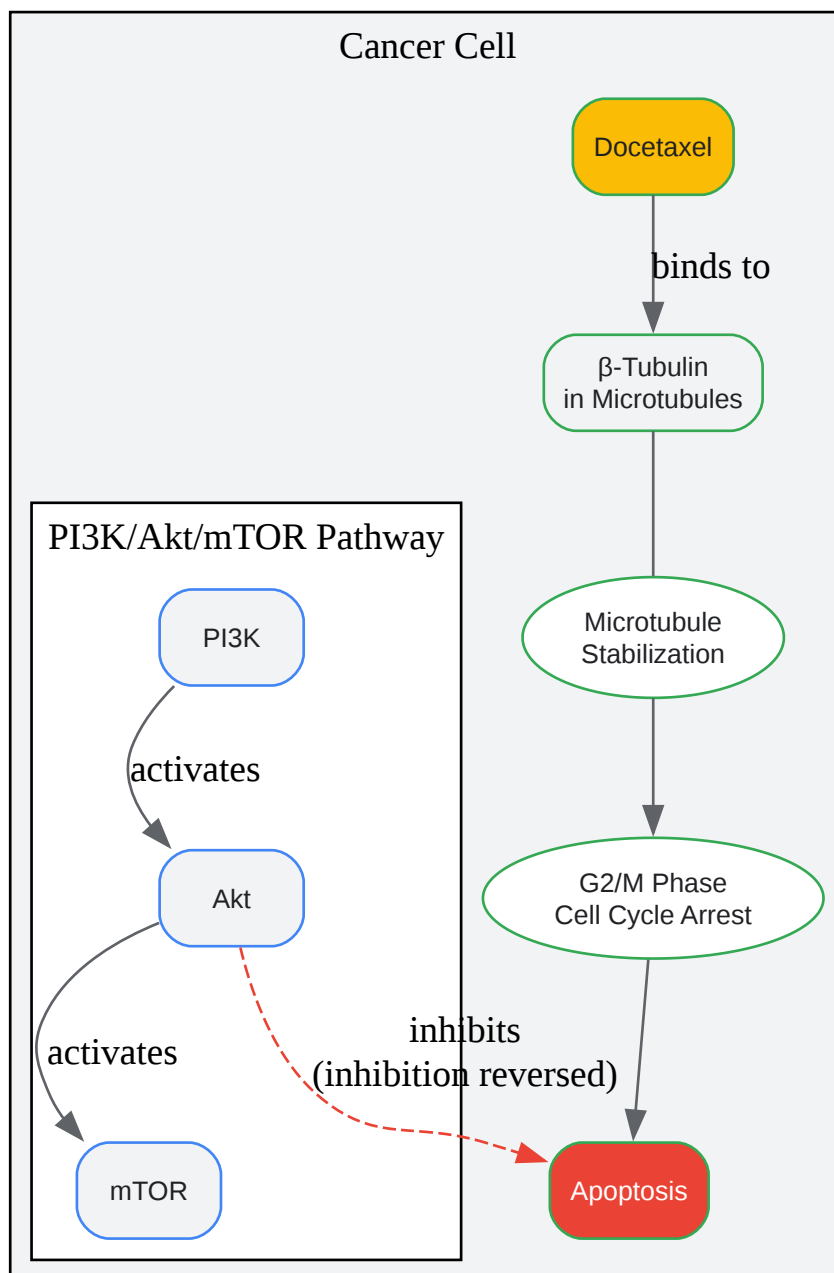 Cancer Cell
Docetaxel
binds to
β-Tubulin
in Microtubules
PI3K/Akt/mTOR Pathway
PI3K
Microtubule
Stabilization
activates
Akt
G2/M Phase
Cell Cycle Arrest
inhibits
(inhibition reversed)
activates
mTOR
Apoptosis